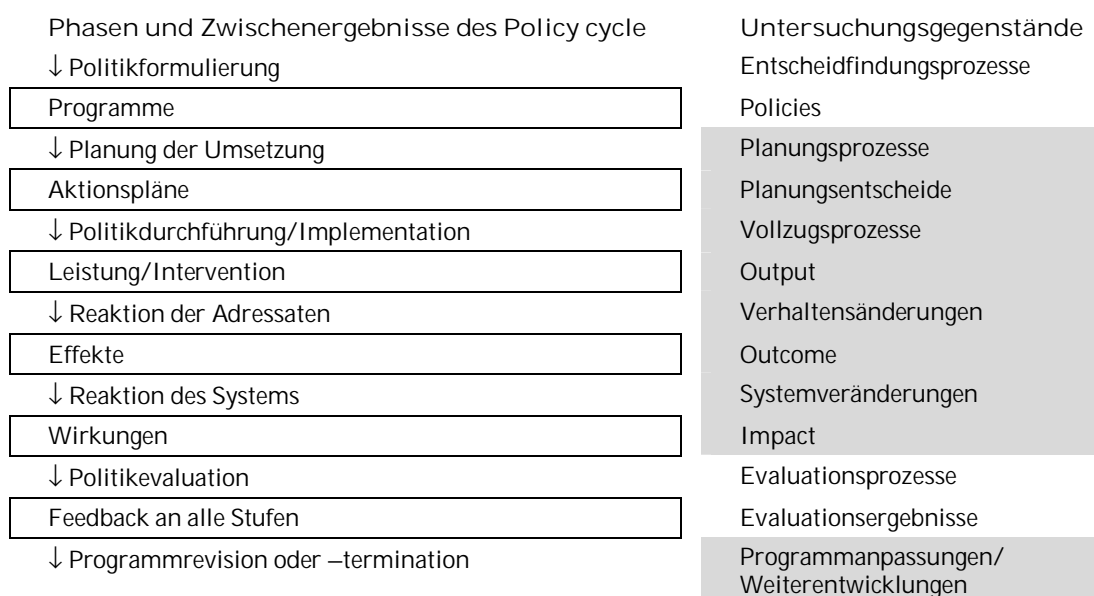 Phasen und Zwischenergebnisse des Policy cycle Untersuchungsgegenstände
↓ Politikformulierung Entscheidfindungsprozesse
Programme Policies
↓ Planung der Umsetzung Planungsprozesse
Aktionspläne Planungsentscheide
↓ Politikdurchführung/Implementation Vollzugsprozesse
Leistung/Intervention Output
↓ Reaktion der Adressaten Verhaltensänderungen
Effekte Outcome
↓ Reaktion des Systems Systemveränderungen
Wirkungen Impact
↓ Politikevaluation Evaluationsprozesse
Feedback an alle Stufen Evaluationsergebnisse
↓ Programmrevision oder –termination Programmanpassungen/
Weiterentwicklungen